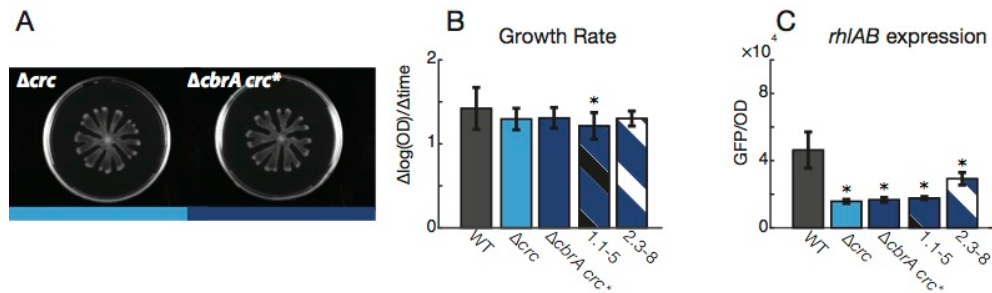 A
Δcrc
ΔcbrA crc*
B
Growth Rate
Δlog(OD)/Δtime
2
1
0
*
WT
Δcrc
ΔcbrA crc*
1.1-5
2.3-8
C
rhlAB expression
×10⁴
GFP/OD
8
4
0
*
*
*
*
WT
Δcrc
ΔcbrA crc*
1.1-5
2.3-8